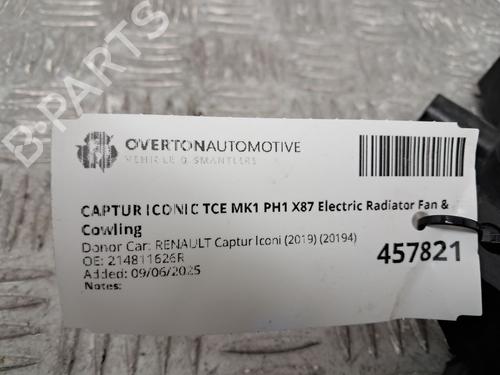 B-PARTS
OVERTONAUTOMOTIVE
VEHICLE DISMANTLERS
CAPTUR ICONIC TCE MK1 PH1 X87 Electric Radiator Fan &
Cowling
Donor Car: RENAULT Captur Iconi (2019) (20194)
OE: 214811626R
Added: 09/06/2025
Notes:
457821